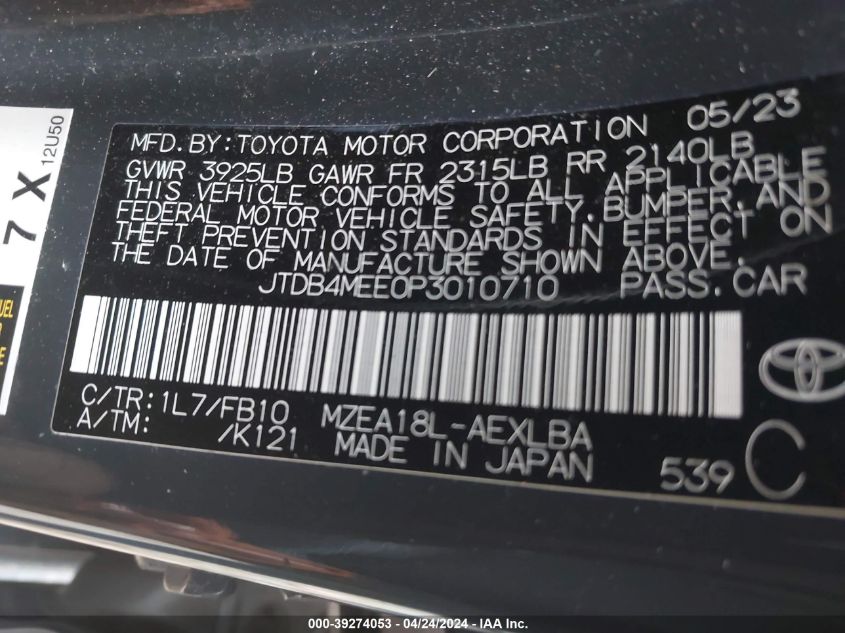 05/23
MFD.BY:TOYOTA MOTOR CORPORATION
GVWR 3925LB GAWR FR 2315LB RR 2140LB
THIS VEHICLE CONFORMS TO ALL APPLICABLE
FEDERAL MOTOR VEHICLE SAFETY,BUMPER,AND
THEFT PREVENTION STANDARDS IN EFFECT ON
THE DATE OF MANUFACTURE SHOWN ABOVE.
JTDB4MEE0P3010710 PASS.CAR
C/TR:1L7/FB10 MZEA18L-AEXLBA
A/TM: /K121 MADE IN JAPAN 539 C
7 X
12U50
UEL
000-39274053 - 04/24/2024 - IAA Inc.